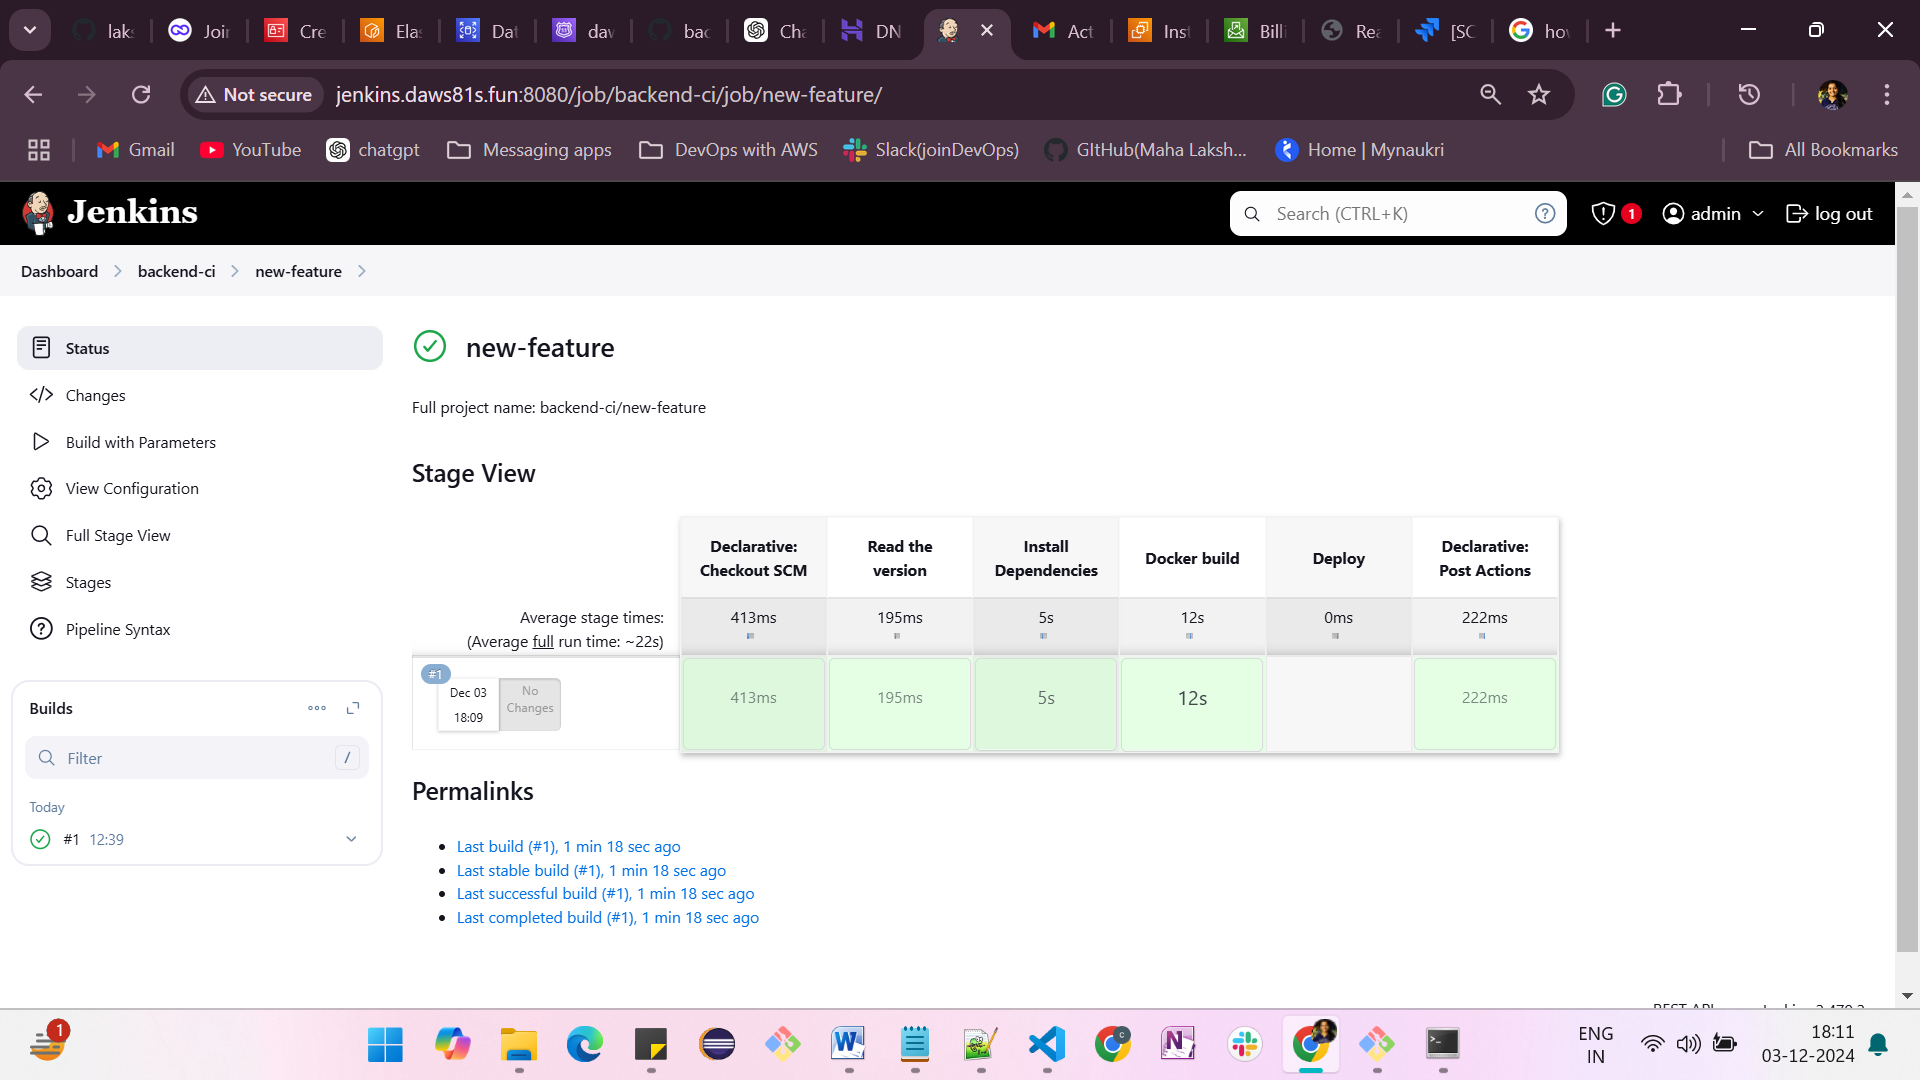 laks
Join
Cre
Elas
Dat
daw
bac
Cha
DN
Act
Inst
Billi
Rea
[SC
how
Not secure
jenkins.daws81s.fun:8080/job/backend-ci/job/new-feature/
Gmail
YouTube
chatgpt
Messaging apps
DevOps with AWS
Slack(joinDevOps)
GItHub(Maha Laksh...
Home | Mynaukri
All Bookmarks
Jenkins
Search (CTRL+K)
?
1
admin
log out
Dashboard
backend-ci
new-feature
Status
Changes
Build with Parameters
View Configuration
Full Stage View
Stages
Pipeline Syntax
Builds
Filter
/
Today
#1 12:39
new-feature
Full project name: backend-ci/new-feature
Stage View
Declarative: Checkout SCM
Read the version
Install Dependencies
Docker build
Deploy
Declarative: Post Actions
Average stage times:
(Average full run time: ~22s)
413ms
195ms
5s
12s
0ms
222ms
#1
Dec 03
18:09
No Changes
413ms
195ms
5s
12s
222ms
Permalinks
Last build (#1), 1 min 18 sec ago
Last stable build (#1), 1 min 18 sec ago
Last successful build (#1), 1 min 18 sec ago
Last completed build (#1), 1 min 18 sec ago
1
ENG
IN
18:11
03-12-2024